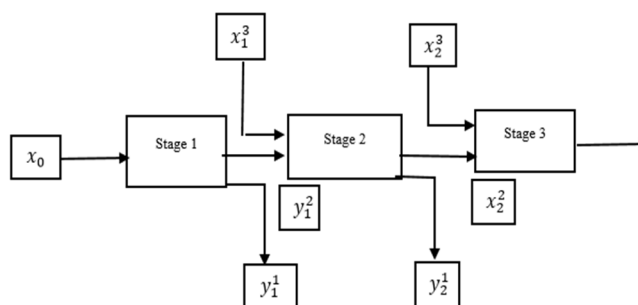 x_1^3
x_2^3
Stage 1
Stage 2
Stage 3
x_0
y_1^2
x_2^2
y_1^1
y_2^1